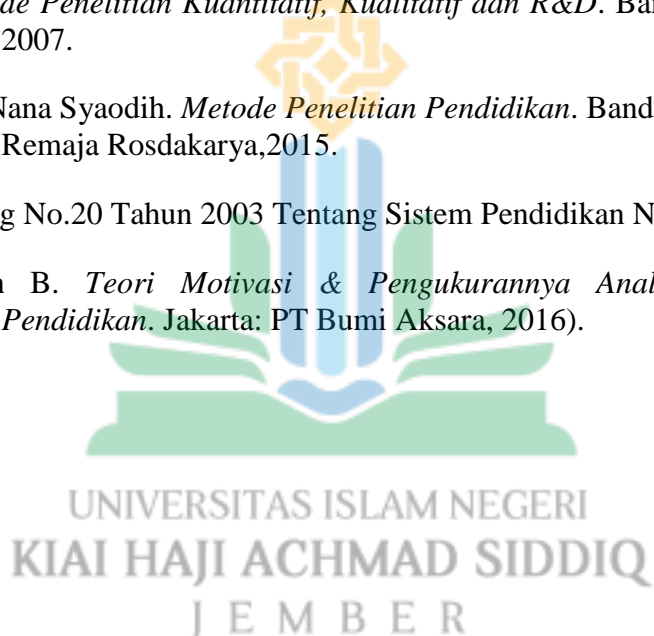 de Penelitian Kuantitatif, Kualitatif dan R&D. Ban
2007.
Nana Syaodih. Metode Penelitian Pendidikan. Band
Remaja Rosdakarya,2015.
g No.20 Tahun 2003 Tentang Sistem Pendidikan N
B. Teori Motivasi & Pengukurannya Anal
Pendidikan. Jakarta: PT Bumi Aksara, 2016).
UNIVERSITAS ISLAM NEGERI
KIAI HAJI ACHMAD SIDDIQ
J E M B E R